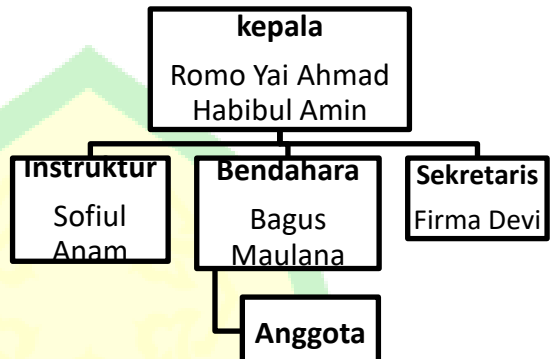 kepala
Romo Yai Ahmad
Habibul Amin
Instruktur
Sofiul
Anam
Bendahara
Bagus
Maulana
Sekretaris
Firma Devi
Anggota